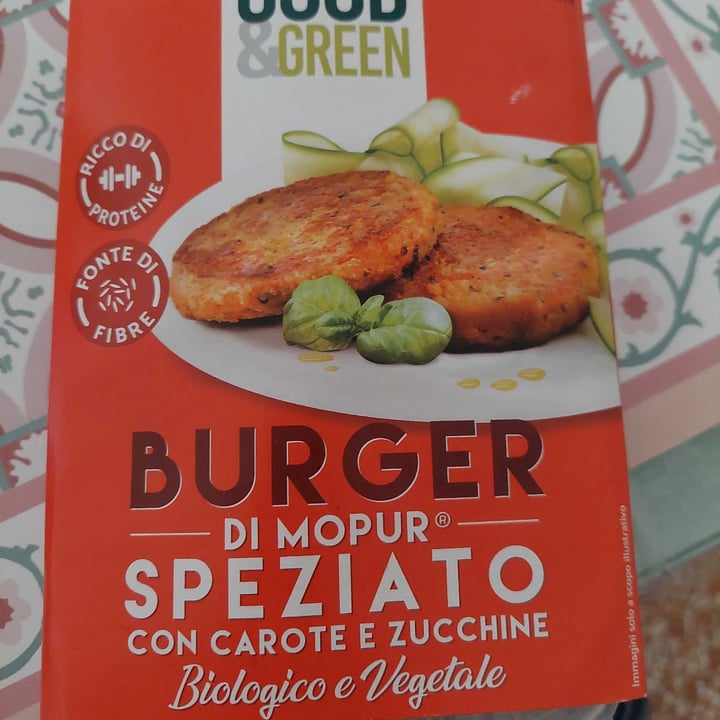 GOOD
&GREEN
RICCO DI
PROTEINE
FONTE DI
FIBRE
BURGER
DI MOPUR®
SPEZIATO
CON CAROTE E ZUCCHINE
Biologico e Vegetale
Immagini solo a scopo illustrativo